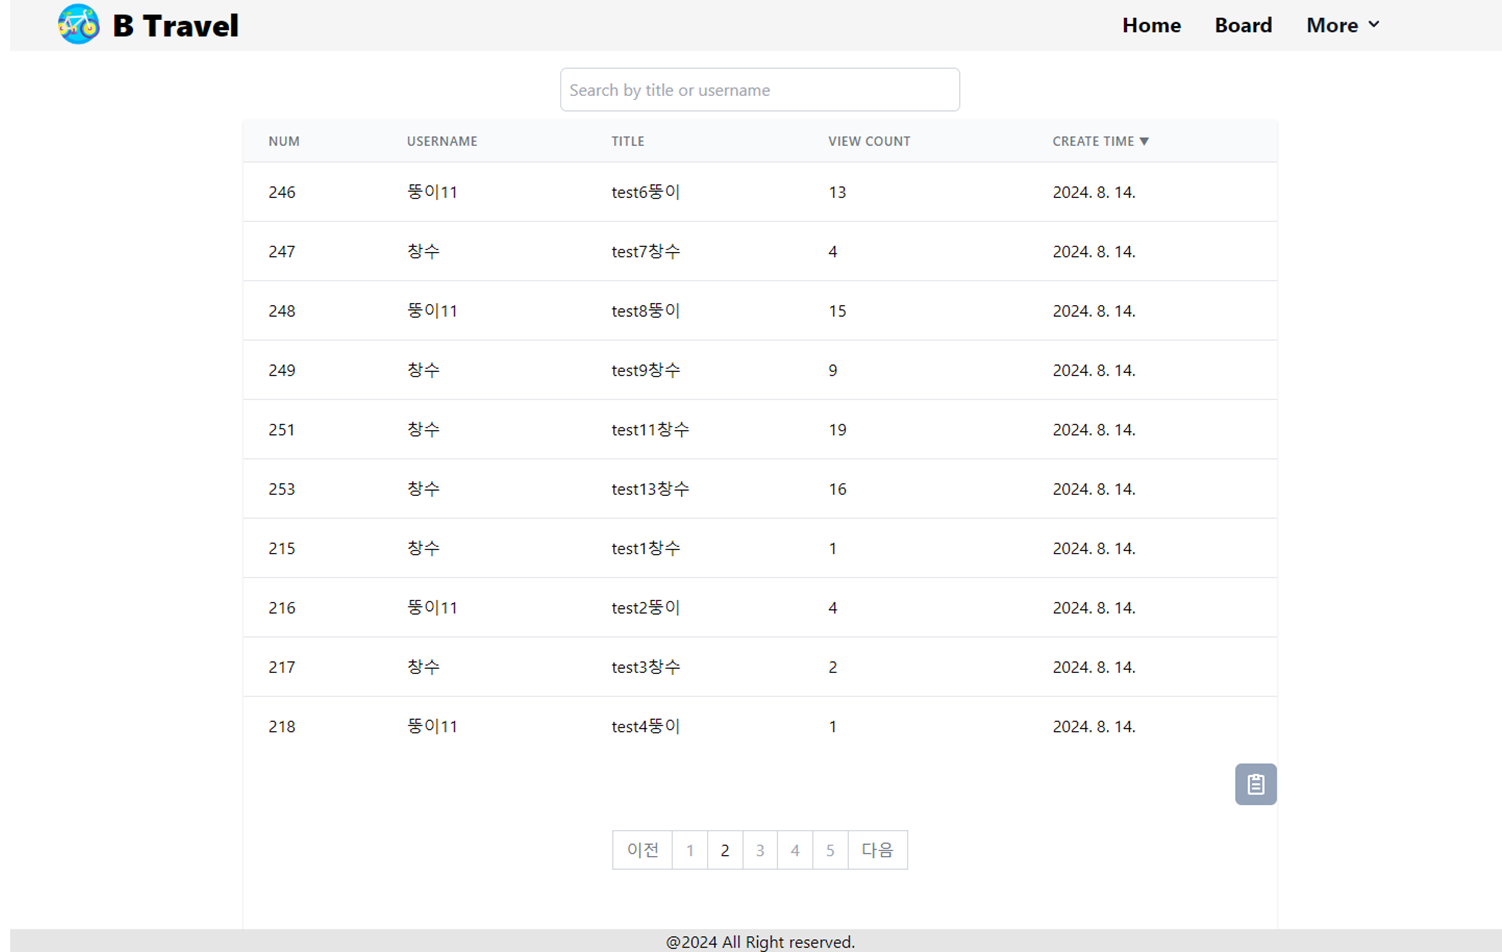 B Travel Home Board More
Search by title or username
NUM USERNAME TITLE VIEW COUNT CREATE TIME ▼
246 뚱이11 test6뚱이 13 2024. 8. 14.
247 창수 test7창수 4 2024. 8. 14.
248 뚱이11 test8뚱이 15 2024. 8. 14.
249 창수 test9창수 9 2024. 8. 14.
251 창수 test11창수 19 2024. 8. 14.
253 창수 test13창수 16 2024. 8. 14.
215 창수 test1창수 1 2024. 8. 14.
216 뚱이11 test2뚱이 4 2024. 8. 14.
217 창수 test3창수 2 2024. 8. 14.
218 뚱이11 test4뚱이 1 2024. 8. 14.
이전 1 2 3 4 5 다음
@2024 All Right reserved.